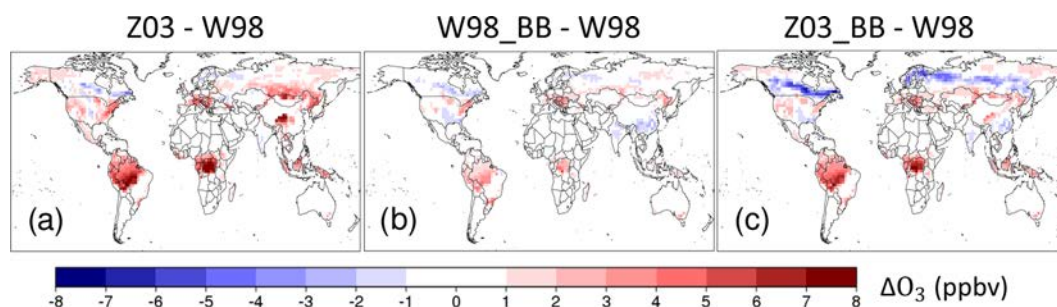 Z03 - W98
W98_BB - W98
Z03_BB - W98
(a)
(b)
(c)
-8 -7 -6 -5 -4 -3 -2 -1 0 1 2 3 4 5 6 7 8
ΔO₃ (ppbv)